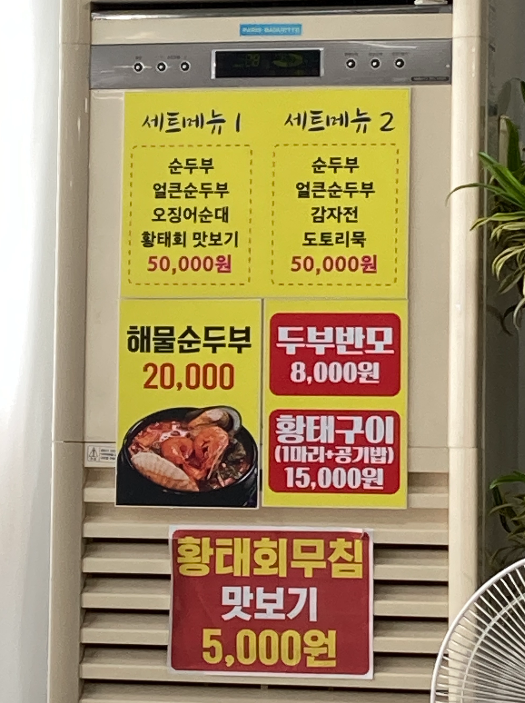 세트메뉴 1
순두부
얼큰순두부
오징어순대
황태회 맛보기
50,000원
세트메뉴 2
순두부
얼큰순두부
감자전
도토리묵
50,000원
해물순두부
20,000
두부반모
8,000원
황태구이
(1마리+공기밥)
15,000원
황태회무침
맛보기
5,000원